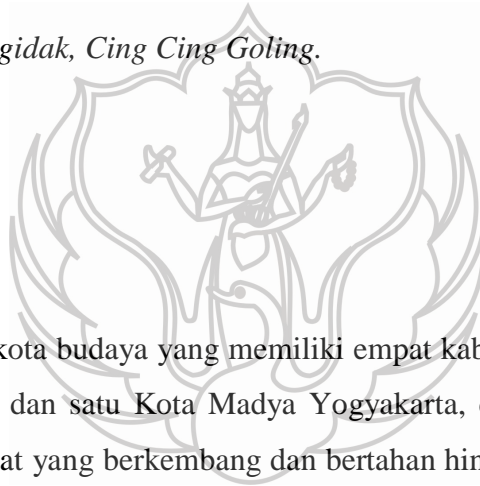 gidak, Cing Cing Goling.
kota budaya yang memiliki empat kab
dan satu Kota Madya Yogyakarta,
at yang berkembang dan bertahan hin